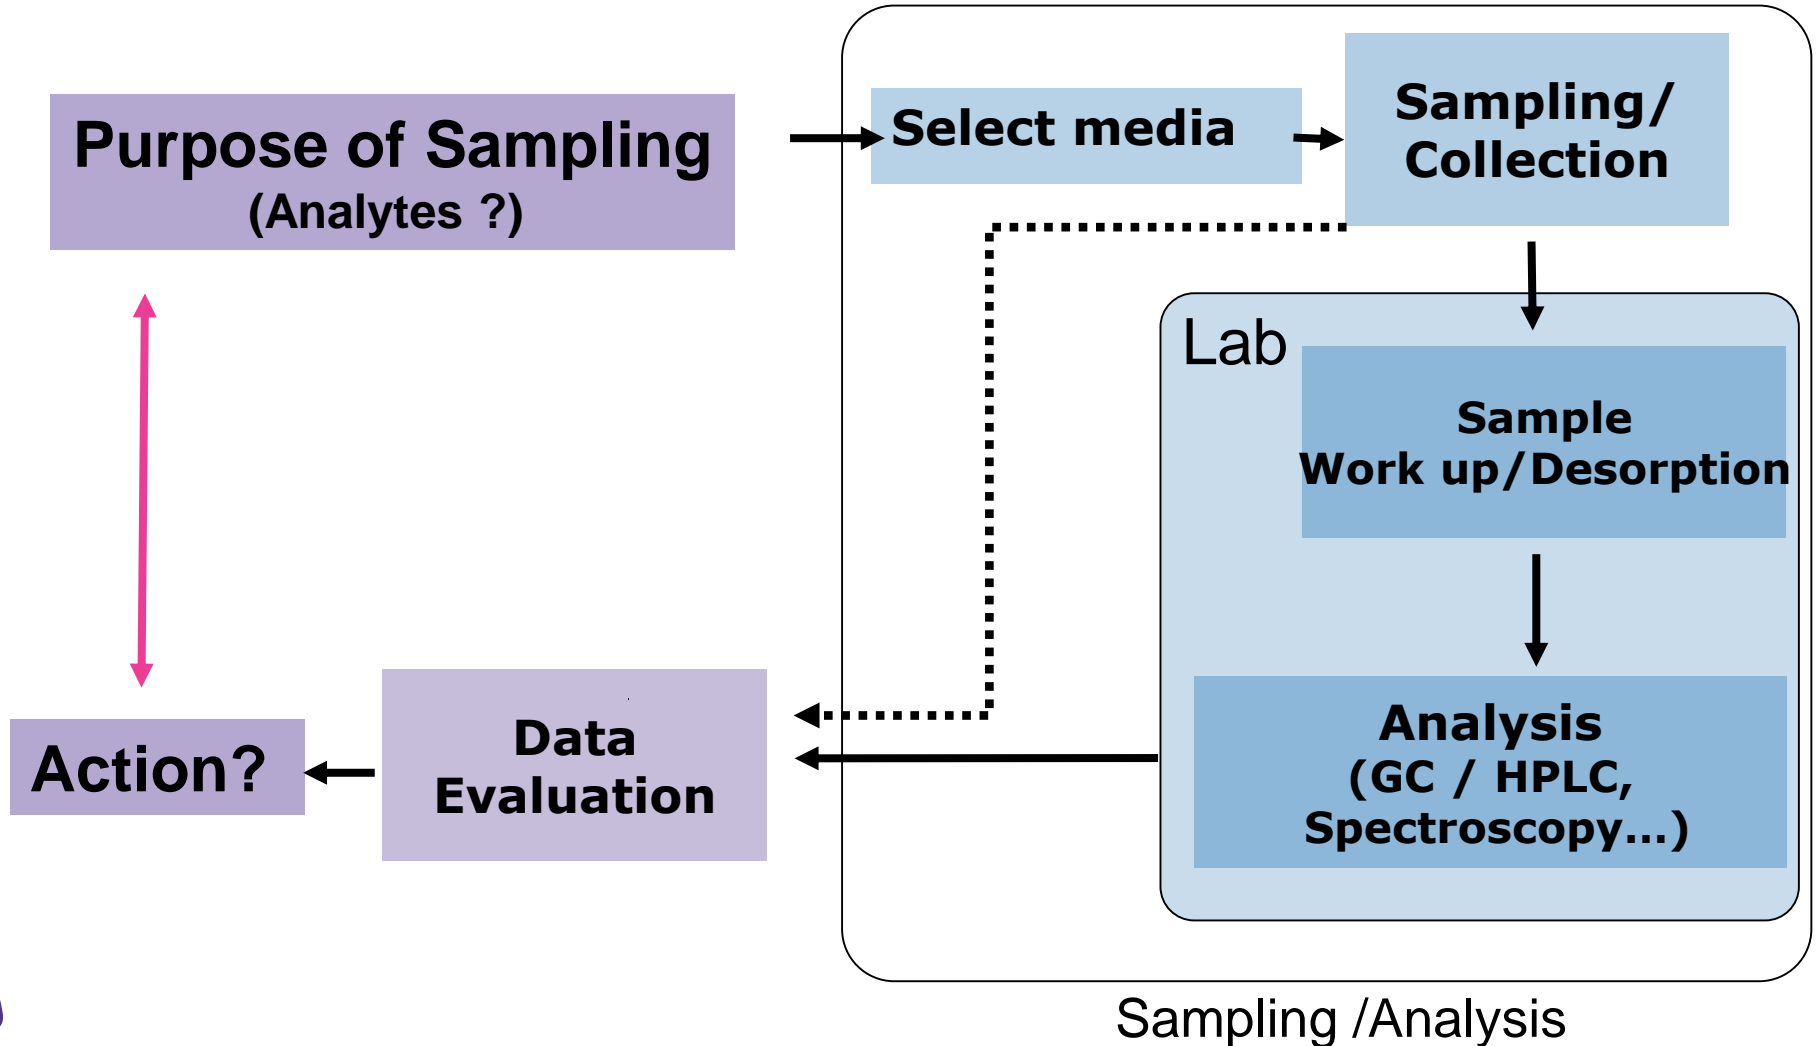 Purpose of Sampling
(Analytes ?)
Select media
Sampling/
Collection
Lab
Sample
Work up/Desorption
Analysis
(GC / HPLC,
Spectroscopy...)
Data
Evaluation
Action?
Sampling /Analysis